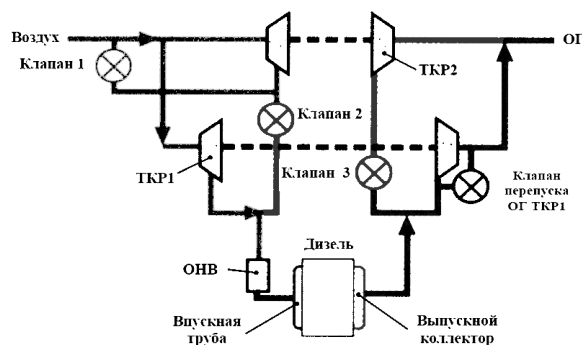 Воздух
ОГ
Клапан 1
ТКР2
Клапан 2
ТКР1
Клапан 3
Клапан
перепуска
ОГ ТКР1
Дизель
ОНВ
Впускная
труба
Выпускной
коллектор